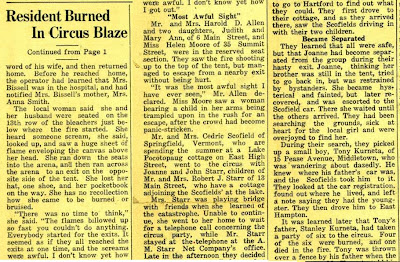 Resident Burned
In Circus Blaze
Continued from Page 1
word of his wife, and then returned
home. Before he reached home,
the operator had learned that Mrs.
Bissell was in the hospital, and had
notified Mrs. Bissell's mother, Mrs.
Anna Smith.
The local woman said she and
her husband were seated on the
13th row of the bleachers just be-
low where the fire started. She
heard someone scream, she said,
looked up, and saw a huge sheet of
flame enveloping the canvas above
her head. She ran down the seats
into the arena, and then ran across
the arena to an exit on the oppo-
site side of the tent. She lost her
hat, one shoe, and her pocketbook
on the way. She has no recollection
how she came to be burned or
bruised.
"There was no time to think,"
she said. "The flames billowed up
so fast you couldn't do anything.
Everybody started for the exits. It
seemed as if they all reached the
exits at one time, and the screams
were awful. I don't know yet how
were awful. I don't know yet how
I got out."
"Most Awful Sight"
Mr. and Mrs. Harold D. Allen
and two daughters, Judith and
Mary Ann, of 6 Main Street, and
Miss Helen Moore of 35 Summit
Street, were in the reserved seat
section. They saw the fire shooting
up to the top of the tent, but man-
aged to escape from a nearby exit
without being hurt.
"It was the most awful sight I
have ever seen," Mr. Allen de-
clared. Miss Moore saw a woman
bearing a child in her arms being
trampled upon in the rush for an
escape, after the crowd had become
panic-stricken.
Mr. and Mrs. Cedric Scofield of
Springfield, Vermont, who are
spending the summer at a Lake
Pocotopaug cottage on East High
Street, went to the circus with
Joanne and John Starr, children of
Mr. and Mrs. Robert J. Starr of 13
Main Street, who have a cottage
adjoining the Scofields' at the lake.
Mrs. Starr was playing bridge
with friends when she learned of
the catastrophe. Unable to contin-
ue, she went to her home to wait
for a telephone call concerning the
circus party, while Mr. Starr
stayed at the telephone at the A.
M. Starr Net Company's office.
Late in the afternoon they decided
to go to Hartford to find out what
they could. They first drove to
their cottage, and as they arrived
there, saw the Scofields driving in
with their two children.
Became Separated
They learned that all were safe,
but that Joanne had become separ-
ated from the group during their
hasty exit. Joanne, thinking her
brother was still in the tent, tried
to go back in, but was restrained
by bystanders. She became hys-
terical and fainted, but later re-
covered, and was escorted to the
Scofield car. There she waited until
the others arrived. They had been
searching the grounds, sick at
heart for the local girl and were
overjoyed to find her.
During their search, they picked
up a small boy, Tony Kurneta, of
15 Pease Avenue, Middletown, who
was wandering about dazedly. He
knew where his father's car was,
and the Scofields took him to it.
They looked at the car registration,
found out where he lived, and left
a note saying they had the young-
ster. They then drove him to East
Hampton.
It was learned later that Tony's
father, Stanley Kurneta, had taken
a party of six to the circus. Four
of the six were burned, and one
died in the fire. Tony was thrown
over a fence by his father when the